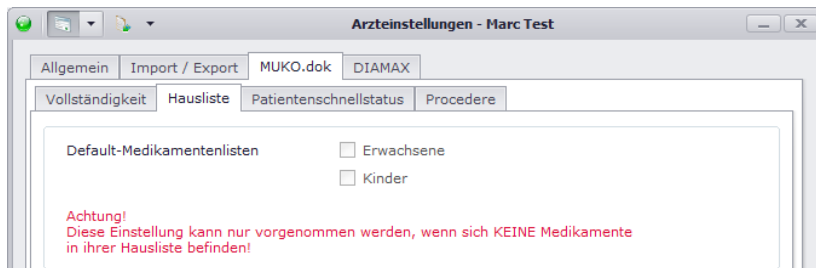 Arzteinstellungen - Marc Test
Allgemein Import / Export MUKO.dok DIAMAX
Vollständigkeit Hausliste Patientenschnellstatus Procedere
Default-Medikamentenlisten Erwachsene
Kinder
Achtung!
Diese Einstellung kann nur vorgenommen werden, wenn sich KEINE Medikamente
in ihrer Hausliste befinden!